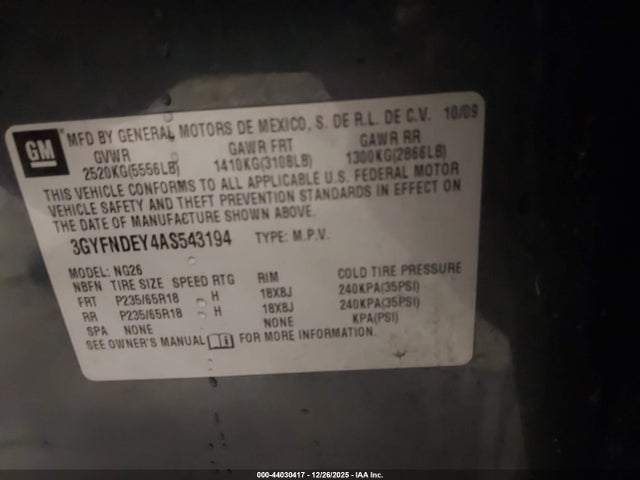 GM MFD BY GENERAL MOTORS DE MEXICO, S. DE R.L. DE C.V. 10/09
GVWR GAWR FRT GAWR RR
2520KG(5556LB) 1410KG(3108LB) 1300KG(2866LB)
THIS VEHICLE CONFORMS TO ALL APPLICABLE U.S. FEDERAL MOTOR
VEHICLE SAFETY AND THEFT PREVENTION STANDARDS IN EFFECT ON
THE DATE OF MANUFACTURE SHOWN ABOVE.
3GYFNDEY4AS543194 TYPE: M.P.V.
MODEL: NG26
NBFN TIRE SIZE SPEED RTG RIM COLD TIRE PRESSURE
FRT P235/65R18 H 18X8J 240KPA(35PSI)
RR P235/65R18 H 18X8J 240KPA(35PSI)
SPA NONE NONE KPA(PSI)
SEE OWNER'S MANUAL FOR MORE INFORMATION.
000-44030417 - 12/26/2025 - IAA Inc.